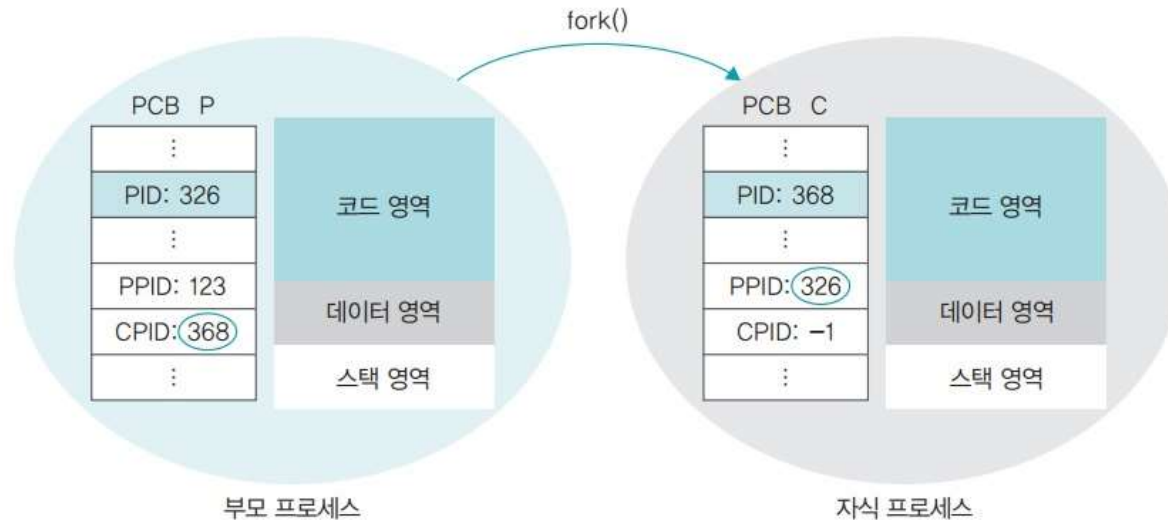 fork()
PCB P
⋮
PID: 326
⋮
PPID: 123
CPID: 368
⋮
코드 영역
데이터 영역
스택 영역
부모 프로세스
PCB C
⋮
PID: 368
⋮
PPID: 326
CPID: −1
⋮
코드 영역
데이터 영역
스택 영역
자식 프로세스